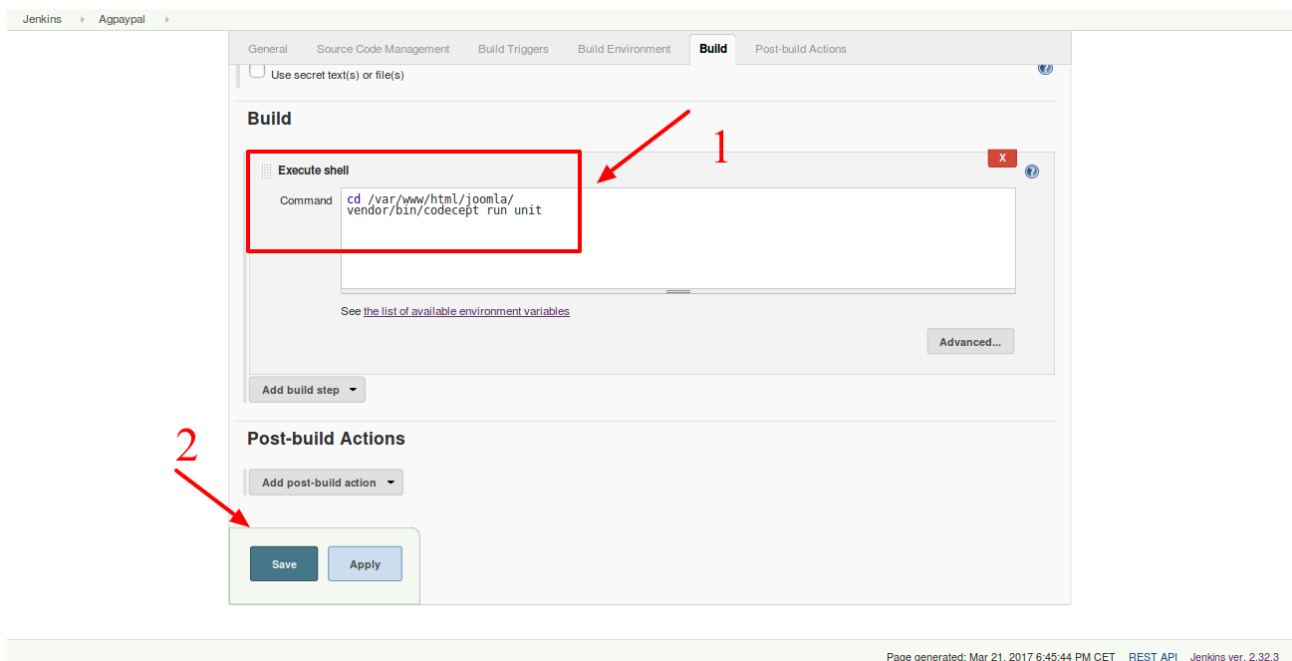 Jenkins Agpaypal
General Source Code Management Build Triggers Build Environment Build Post-build Actions
Use secret text(s) or file(s)
Build
1
X
Execute shell
Command
cd /var/www/html/joomla/
vendor/bin/codecept run unit
See the list of available environment variables
Advanced...
Add build step
2
Post-build Actions
Add post-build action
Save Apply
Page generated: Mar 21, 2017 6:45:44 PM CET REST API Jenkins ver. 2.32.3